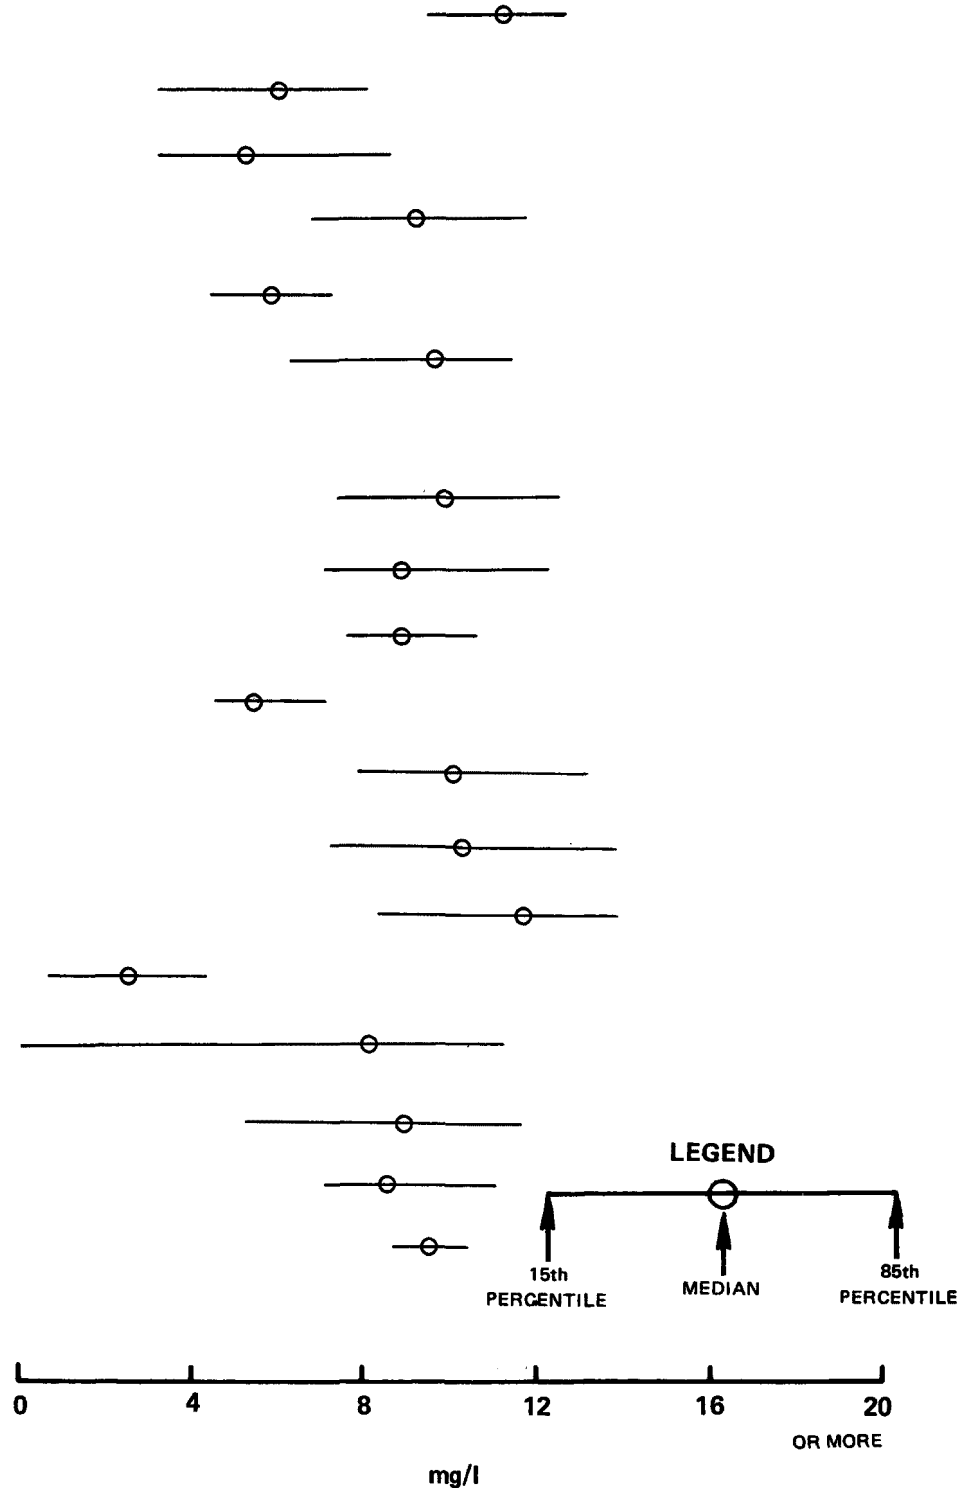 LEGEND
15th
PERCENTILE
MEDIAN
85th
PERCENTILE
0 4 8 12 16 20
OR MORE
mg/l